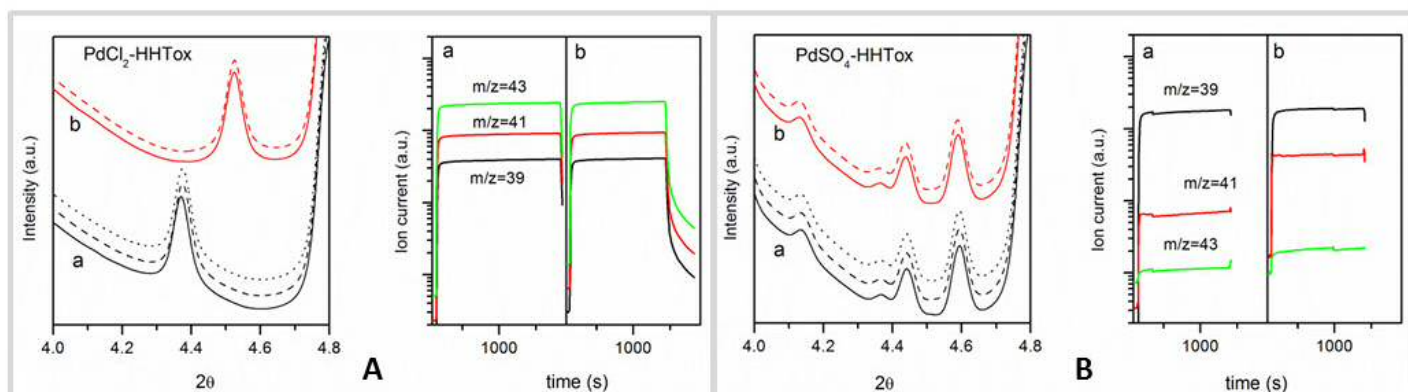 PdCl2-HHTox
b
a
Intensity (a.u.)
4.0 4.2 4.4 4.6 4.8
2θ
A
a b
m/z=43
m/z=41
m/z=39
Ion current (a.u.)
1000 1000
time (s)
PdSO4-HHTox
b
a
Intensity (a.u.)
4.0 4.2 4.4 4.6 4.8
2θ
B
a b
m/z=39
m/z=41
m/z=43
Ion current (a.u.)
1000 1000
time (s)